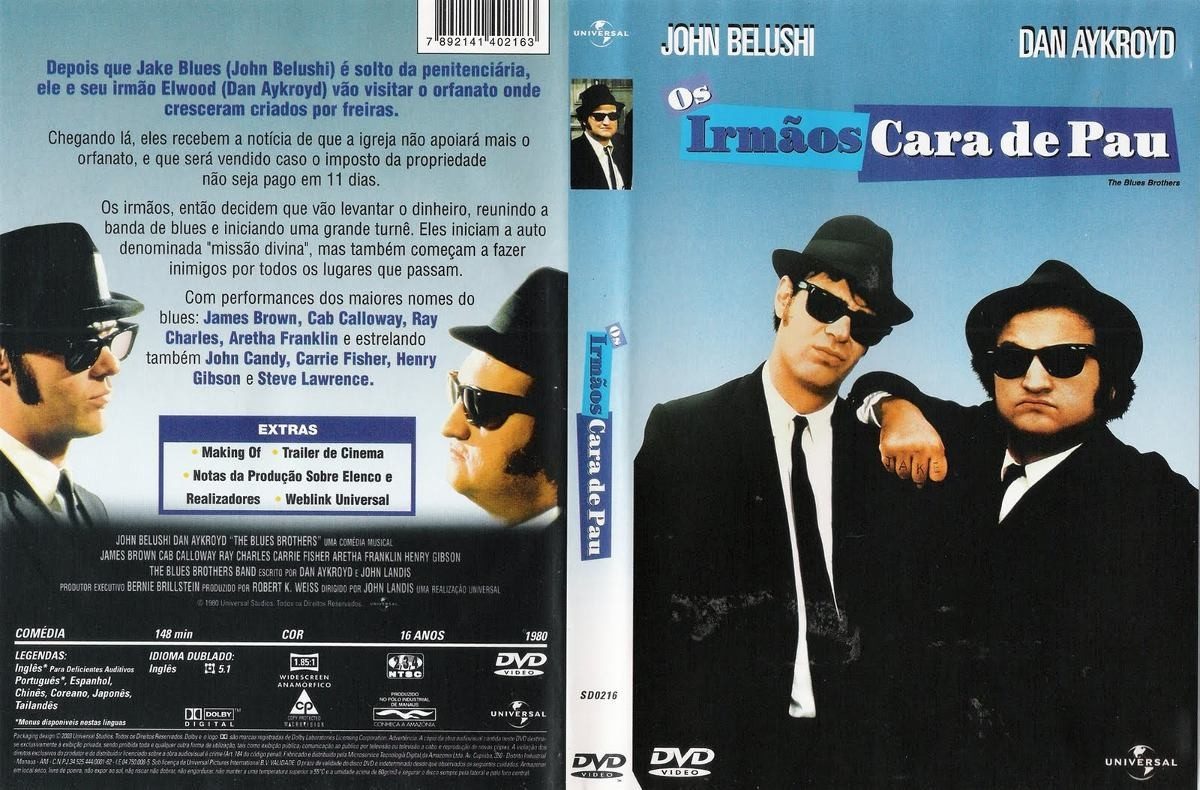 7 892141 402163
Depois que Jake Blues (John Belushi) é solto da penitenciária,
ele e seu irmão Elwood (Dan Aykroyd) vão visitar o orfanato onde
cresceram criados por freiras.
Chegando lá, eles recebem a notícia de que a igreja não apoiará mais o
orfanato, e que será vendido caso o imposto da propriedade
não seja pago em 11 dias.
Os irmãos, então decidem que vão levantar o dinheiro, reunindo a
banda de blues e iniciando uma grande turnê. Eles iniciam a auto
denominada "missão divina", mas também começam a fazer
inimigos por todos os lugares que passam.
Com performances dos maiores nomes do
blues: James Brown, Cab Calloway, Ray
Charles, Aretha Franklin e estrelando
também John Candy, Carrie Fisher, Henry
Gibson e Steve Lawrence.
EXTRAS
• Making Of • Trailer de Cinema
• Notas da Produção Sobre Elenco e
Realizadores • Weblink Universal
JOHN BELUSHI DAN AYKROYD "THE BLUES BROTHERS" UMA COMÉDIA MUSICAL
JAMES BROWN CAB CALLOWAY RAY CHARLES CARRIE FISHER ARETHA FRANKLIN HENRY GIBSON
THE BLUES BROTHERS BAND ESCRITO POR DAN AYKROYD E JOHN LANDIS
PRODUTOR EXECUTIVO BERNIE BRILLSTEIN PRODUZIDO POR ROBERT K. WEISS DIRIGIDO POR JOHN LANDIS UMA REALIZAÇÃO UNIVERSAL
© 1980 Universal Studios. Todos os Direitos Reservados.
COMÉDIA 148 min COR 16 ANOS 1980
LEGENDAS:
Inglês* Para Deficientes Auditivos
Português*, Espanhol,
Chinês, Coreano, Japonês,
Tailandês
*Menus disponíveis nestas línguas
IDIOMA DUBLADO:
Inglês 5.1
DOLBY
DIGITAL
1.85:1
WIDESCREEN
ANAMÓRFICO
cp
COPY PROTECTED
MACROVISION
NTSC
PRODUZIDO
NO PÓLO INDUSTRIAL
DE MANAUS
CONHEÇA A AMAZÔNIA
DVD
VIDEO
UNIVERSAL
UNIVERSAL
Os
Irmãos
Cara de Pau
SD0216
DVD
VIDEO
JOHN BELUSHI
DAN AYKROYD
Os
Irmãos Cara de Pau
The Blues Brothers
JAKE
DVD
VIDEO
UNIVERSAL